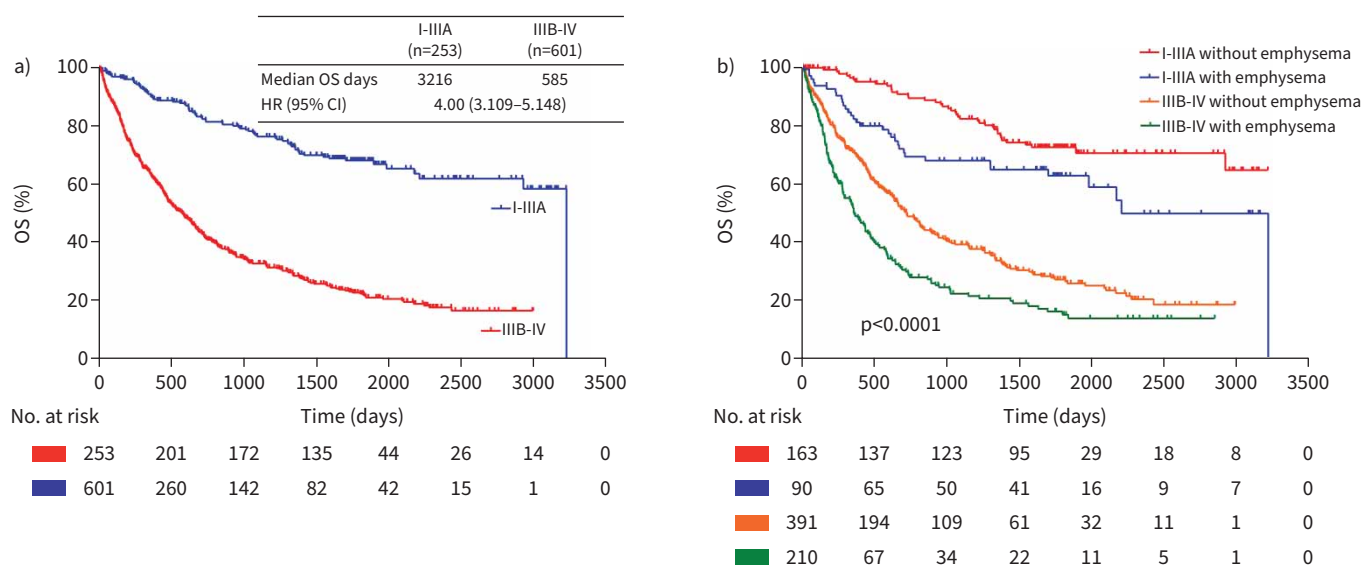 a)
I-IIIA (n=253) IIIB-IV (n=601)
Median OS days 3216 585
HR (95% CI) 4.00 (3.109–5.148)
OS (%)
100
80
60
40
20
0
I-IIIA
IIIB-IV
0 500 1000 1500 2000 2500 3000 3500
No. at risk Time (days)
253 201 172 135 44 26 14 0
601 260 142 82 42 15 1 0
b)
I-IIIA without emphysema
I-IIIA with emphysema
IIIB-IV without emphysema
IIIB-IV with emphysema
OS (%)
100
80
60
40
20
0
p<0.0001
0 500 1000 1500 2000 2500 3000 3500
No. at risk Time (days)
163 137 123 95 29 18 8 0
90 65 50 41 16 9 7 0
391 194 109 61 32 11 1 0
210 67 34 22 11 5 1 0